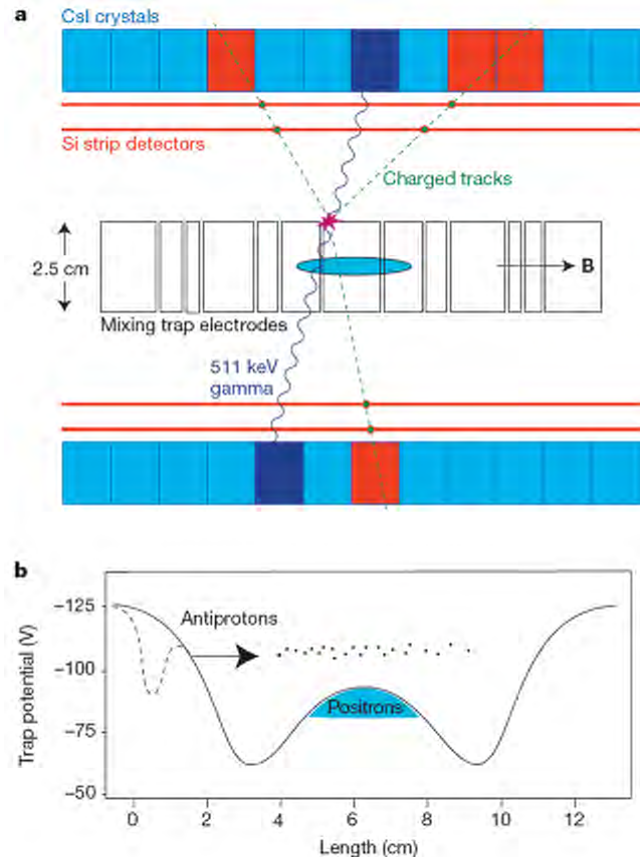 a
CsI crystals
Si strip detectors
Charged tracks
2.5 cm
B
Mixing trap electrodes
511 keV
gamma
b
Trap potential (V)
–125
–100
–75
–50
Antiprotons
Positrons
0 2 4 6 8 10 12
Length (cm)